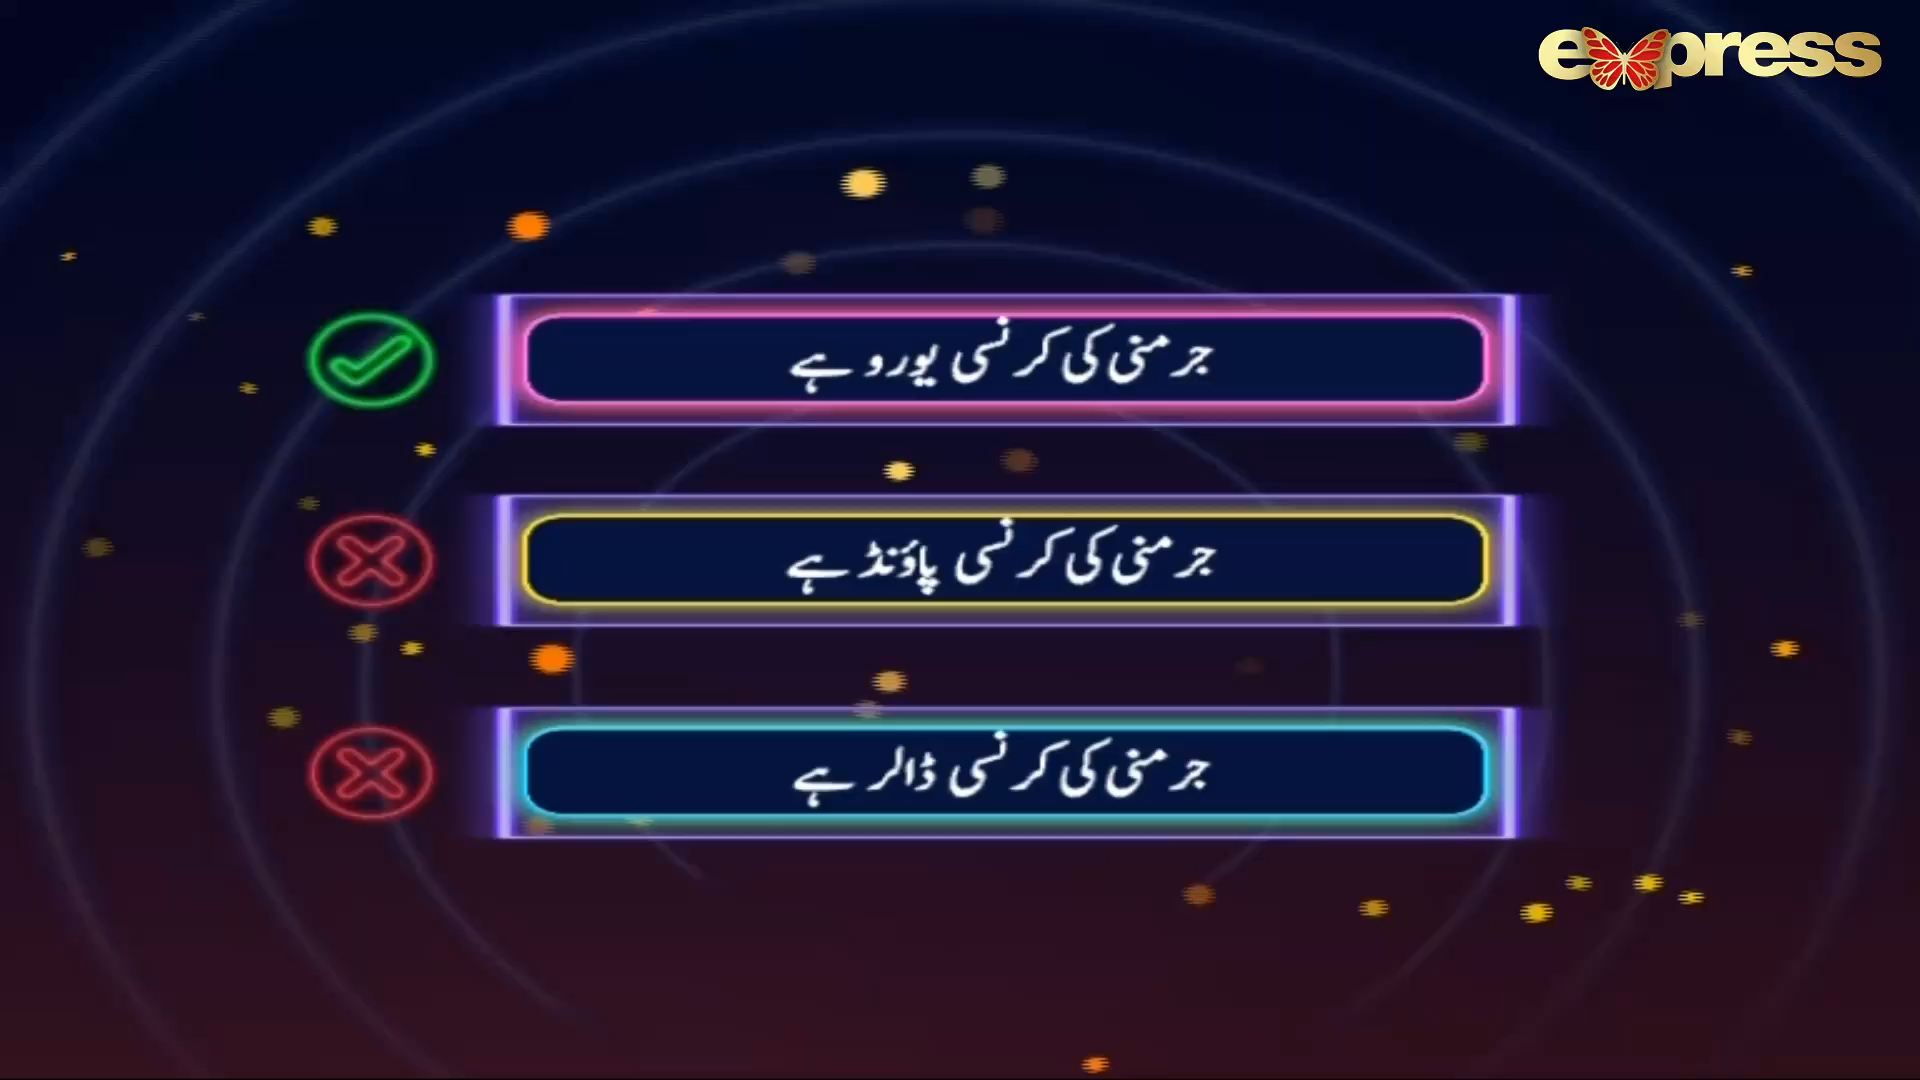 express
جرمنی کی کرنسی یورو ہے
جرمنی کی کرنسی پاؤنڈ ہے
جرمنی کی کرنسی ڈالر ہے